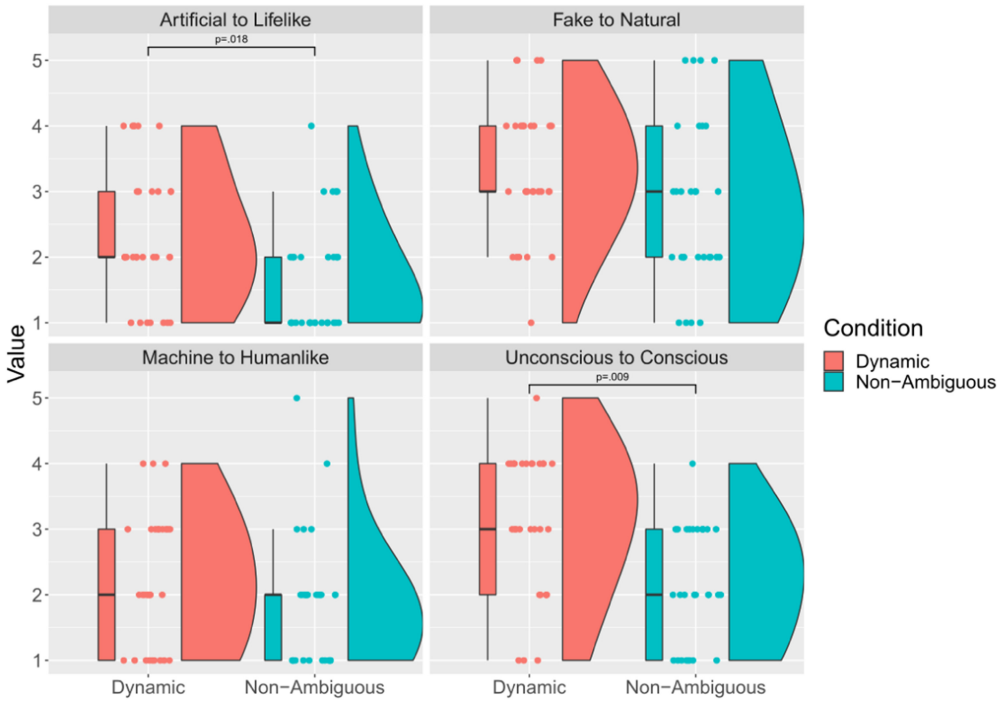 Artificial to Lifelike
Fake to Natural
p=.018
5
4
3
2
1
Value
Machine to Humanlike
Unconscious to Conscious
p=.009
5
4
3
2
1
Dynamic
Non−Ambiguous
Dynamic
Non−Ambiguous
Condition
Dynamic
Non−Ambiguous